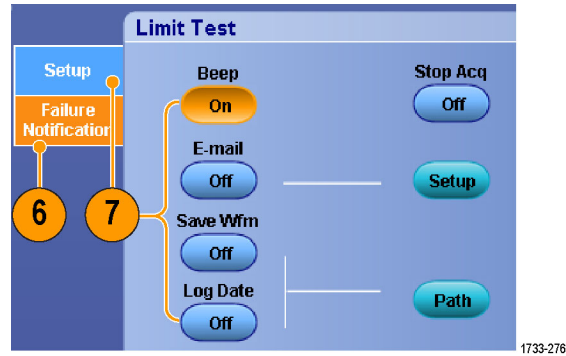 Limit Test
Setup
Failure
Notification
Beep
On
Stop Acq
Off
E-mail
Off
Setup
Save Wfm
Off
Log Date
Off
Path
6
7
1733-276